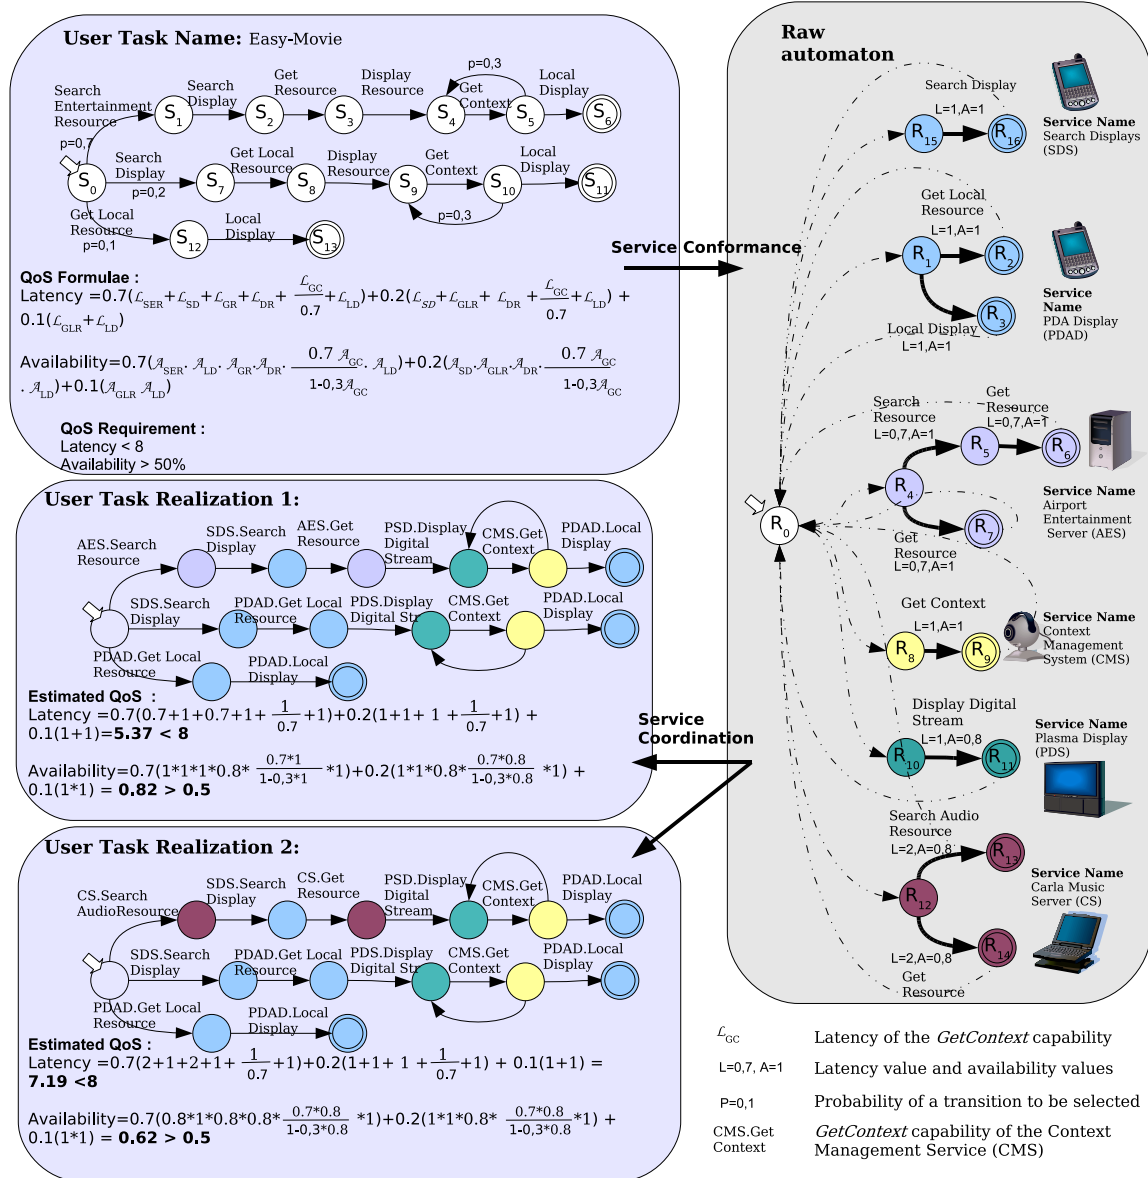 User Task Name: Easy-Movie
Search
Entertainment
Resource
p=0,7
Search
Display
Get
Resource
Display
Resource
p=0,3
Get
Context
Local
Display
S0
S1
S2
S3
S4
S5
S6
Search
Display
p=0,2
Get Local
Resource
Display
Resource
Get
Context
Local
Display
S7
S8
S9
S10
S11
p=0,3
Get Local
Resource
p=0,1
Local
Display
S12
S13
QoS Formulae :
Latency =0.7(ℒSER+ℒSD+ℒGR+ℒDR+ ℒGC/0.7 +ℒLD)+0.2(ℒSD+ℒGLR+ ℒDR +ℒGC/0.7+ℒLD) +
0.1(ℒGLR+ℒLD)
Availability=0.7(𝒜SER. 𝒜LD. 𝒜GR.𝒜DR. 0.7 𝒜GC/1-0,3𝒜GC. 𝒜LD)+0.2(𝒜SD.𝒜GLR.𝒜DR. 0.7 𝒜GC/1-0,3𝒜GC
. 𝒜LD)+0.1(𝒜GLR 𝒜LD)
QoS Requirement :
Latency < 8
Availability > 50%
Service Conformance
Service
Coordination
User Task Realization 1:
AES.Search
Resource
SDS.Search
Display
AES.Get
Resource
PSD.Display
Digital
Stream
CMS.Get
Context
PDAD.Local
Display
SDS.Search
Display
PDAD.Get Local
Resource
PDS.Display
Digital Str
CMS.Get
Context
PDAD.Local
Display
PDAD.Get Local
Resource
PDAD.Local
Display
Estimated QoS :
Latency =0.7(0.7+1+0.7+1+ 1/0.7 +1)+0.2(1+1+ 1 + 1/0.7 +1) +
0.1(1+1)=5.37 < 8
Availability=0.7(1*1*1*0.8* 0.7*1/1-0,3*1 *1)+0.2(1*1*0.8* 0.7*0.8/1-0,3*0.8 *1) +
0.1(1*1) = 0.82 > 0.5
User Task Realization 2:
CS.Search
AudioResource
SDS.Search
Display
CS.Get
Resource
PSD.Display
Digital
Stream
CMS.Get
Context
PDAD.Local
Display
SDS.Search
Display
PDAD.Get Local
Resource
PDS.Display
Digital Str
CMS.Get
Context
PDAD.Local
Display
PDAD.Get Local
Resource
PDAD.Local
Display
Estimated QoS :
Latency =0.7(2+1+2+1+ 1/0.7 +1)+0.2(1+1+ 1 + 1/0.7 +1) + 0.1(1+1) =
7.19 <8
Availability=0.7(0.8*1*0.8*0.8* 0.7*0.8/1-0,3*0.8 *1)+0.2(1*1*0.8* 0.7*0.8/1-0,3*0.8 *1) +
0.1(1*1) = 0.62 > 0.5
Raw
automaton
R0
Search Display
L=1,A=1
R15
R16
Service Name
Search Displays
(SDS)
Get Local
Resource
L=1,A=1
R1
R2
R3
Local Display
L=1,A=1
Service
Name
PDA Display
(PDAD)
Search
Resource
L=0,7,A=1
Get
Resource
L=0,7,A=1
R4
R5
R6
R7
Get
Resource
L=0,7,A=1
Service Name
Airport
Entertainment
Server (AES)
Get Context
L=1,A=1
R8
R9
Service Name
Context
Management
System (CMS)
Display Digital
Stream
L=1,A=0,8
R10
R11
Service Name
Plasma Display
(PDS)
Search Audio
Resource
L=2,A=0,8
R12
R13
R14
L=2,A=0,8
Get
Resource
Service Name
Carla Music
Server (CS)
ℒGC Latency of the GetContext capability
L=0,7, A=1 Latency value and availability values
P=0,1 Probability of a transition to be selected
CMS.Get
Context
GetContext capability of the Context
Management Service (CMS)